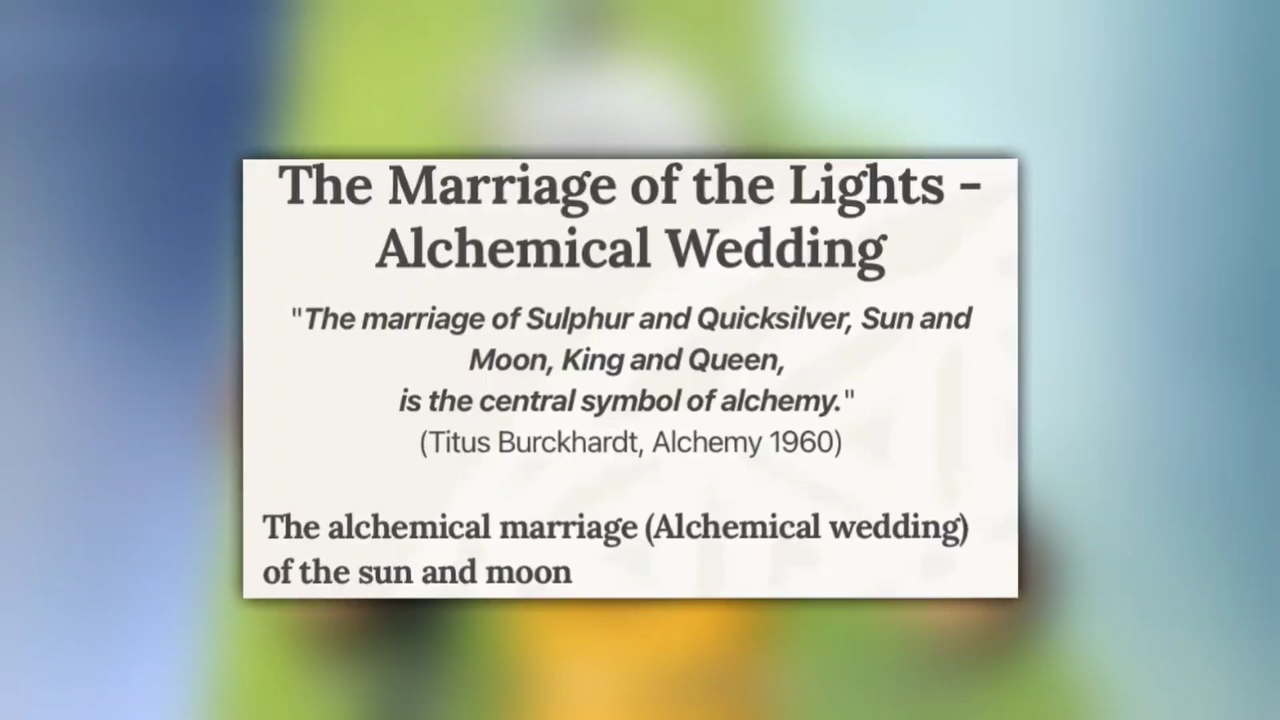 The Marriage of the Lights -
Alchemical Wedding
"The marriage of Sulphur and Quicksilver, Sun and
Moon, King and Queen,
is the central symbol of alchemy."
(Titus Burckhardt, Alchemy 1960)
The alchemical marriage (Alchemical wedding)
of the sun and moon